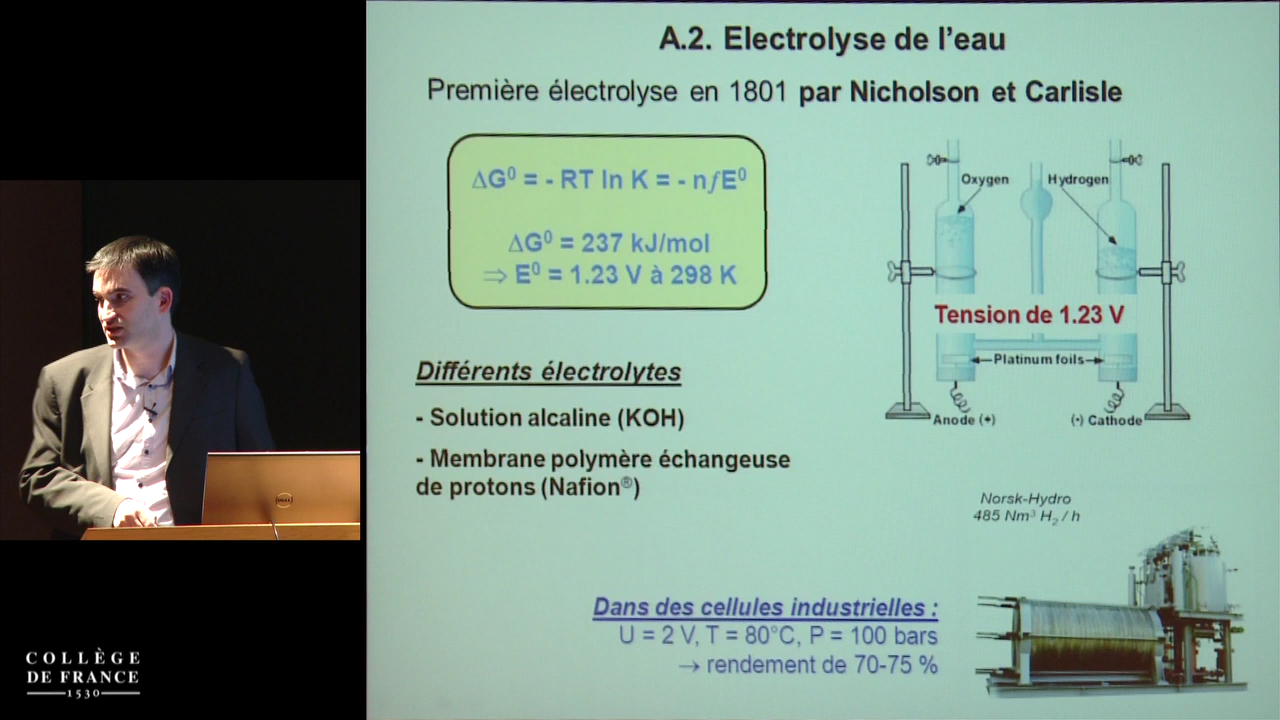 A.2. Electrolyse de l'eau
Première électrolyse en 1801 par Nicholson et Carlisle
ΔG⁰ = - RT ln K = - nfE⁰
ΔG⁰ = 237 kJ/mol
⇒ E⁰ = 1.23 V à 298 K
Oxygen
Hydrogen
Tension de 1.23 V
Platinum foils
Anode (+)
(-) Cathode
Différents électrolytes
- Solution alcaline (KOH)
- Membrane polymère échangeuse
de protons (Nafion®)
Norsk-Hydro
485 Nm³ H₂ / h
Dans des cellules industrielles :
U = 2 V, T = 80°C, P = 100 bars
→ rendement de 70-75 %
DELL
COLLÈGE
DE FRANCE
1530